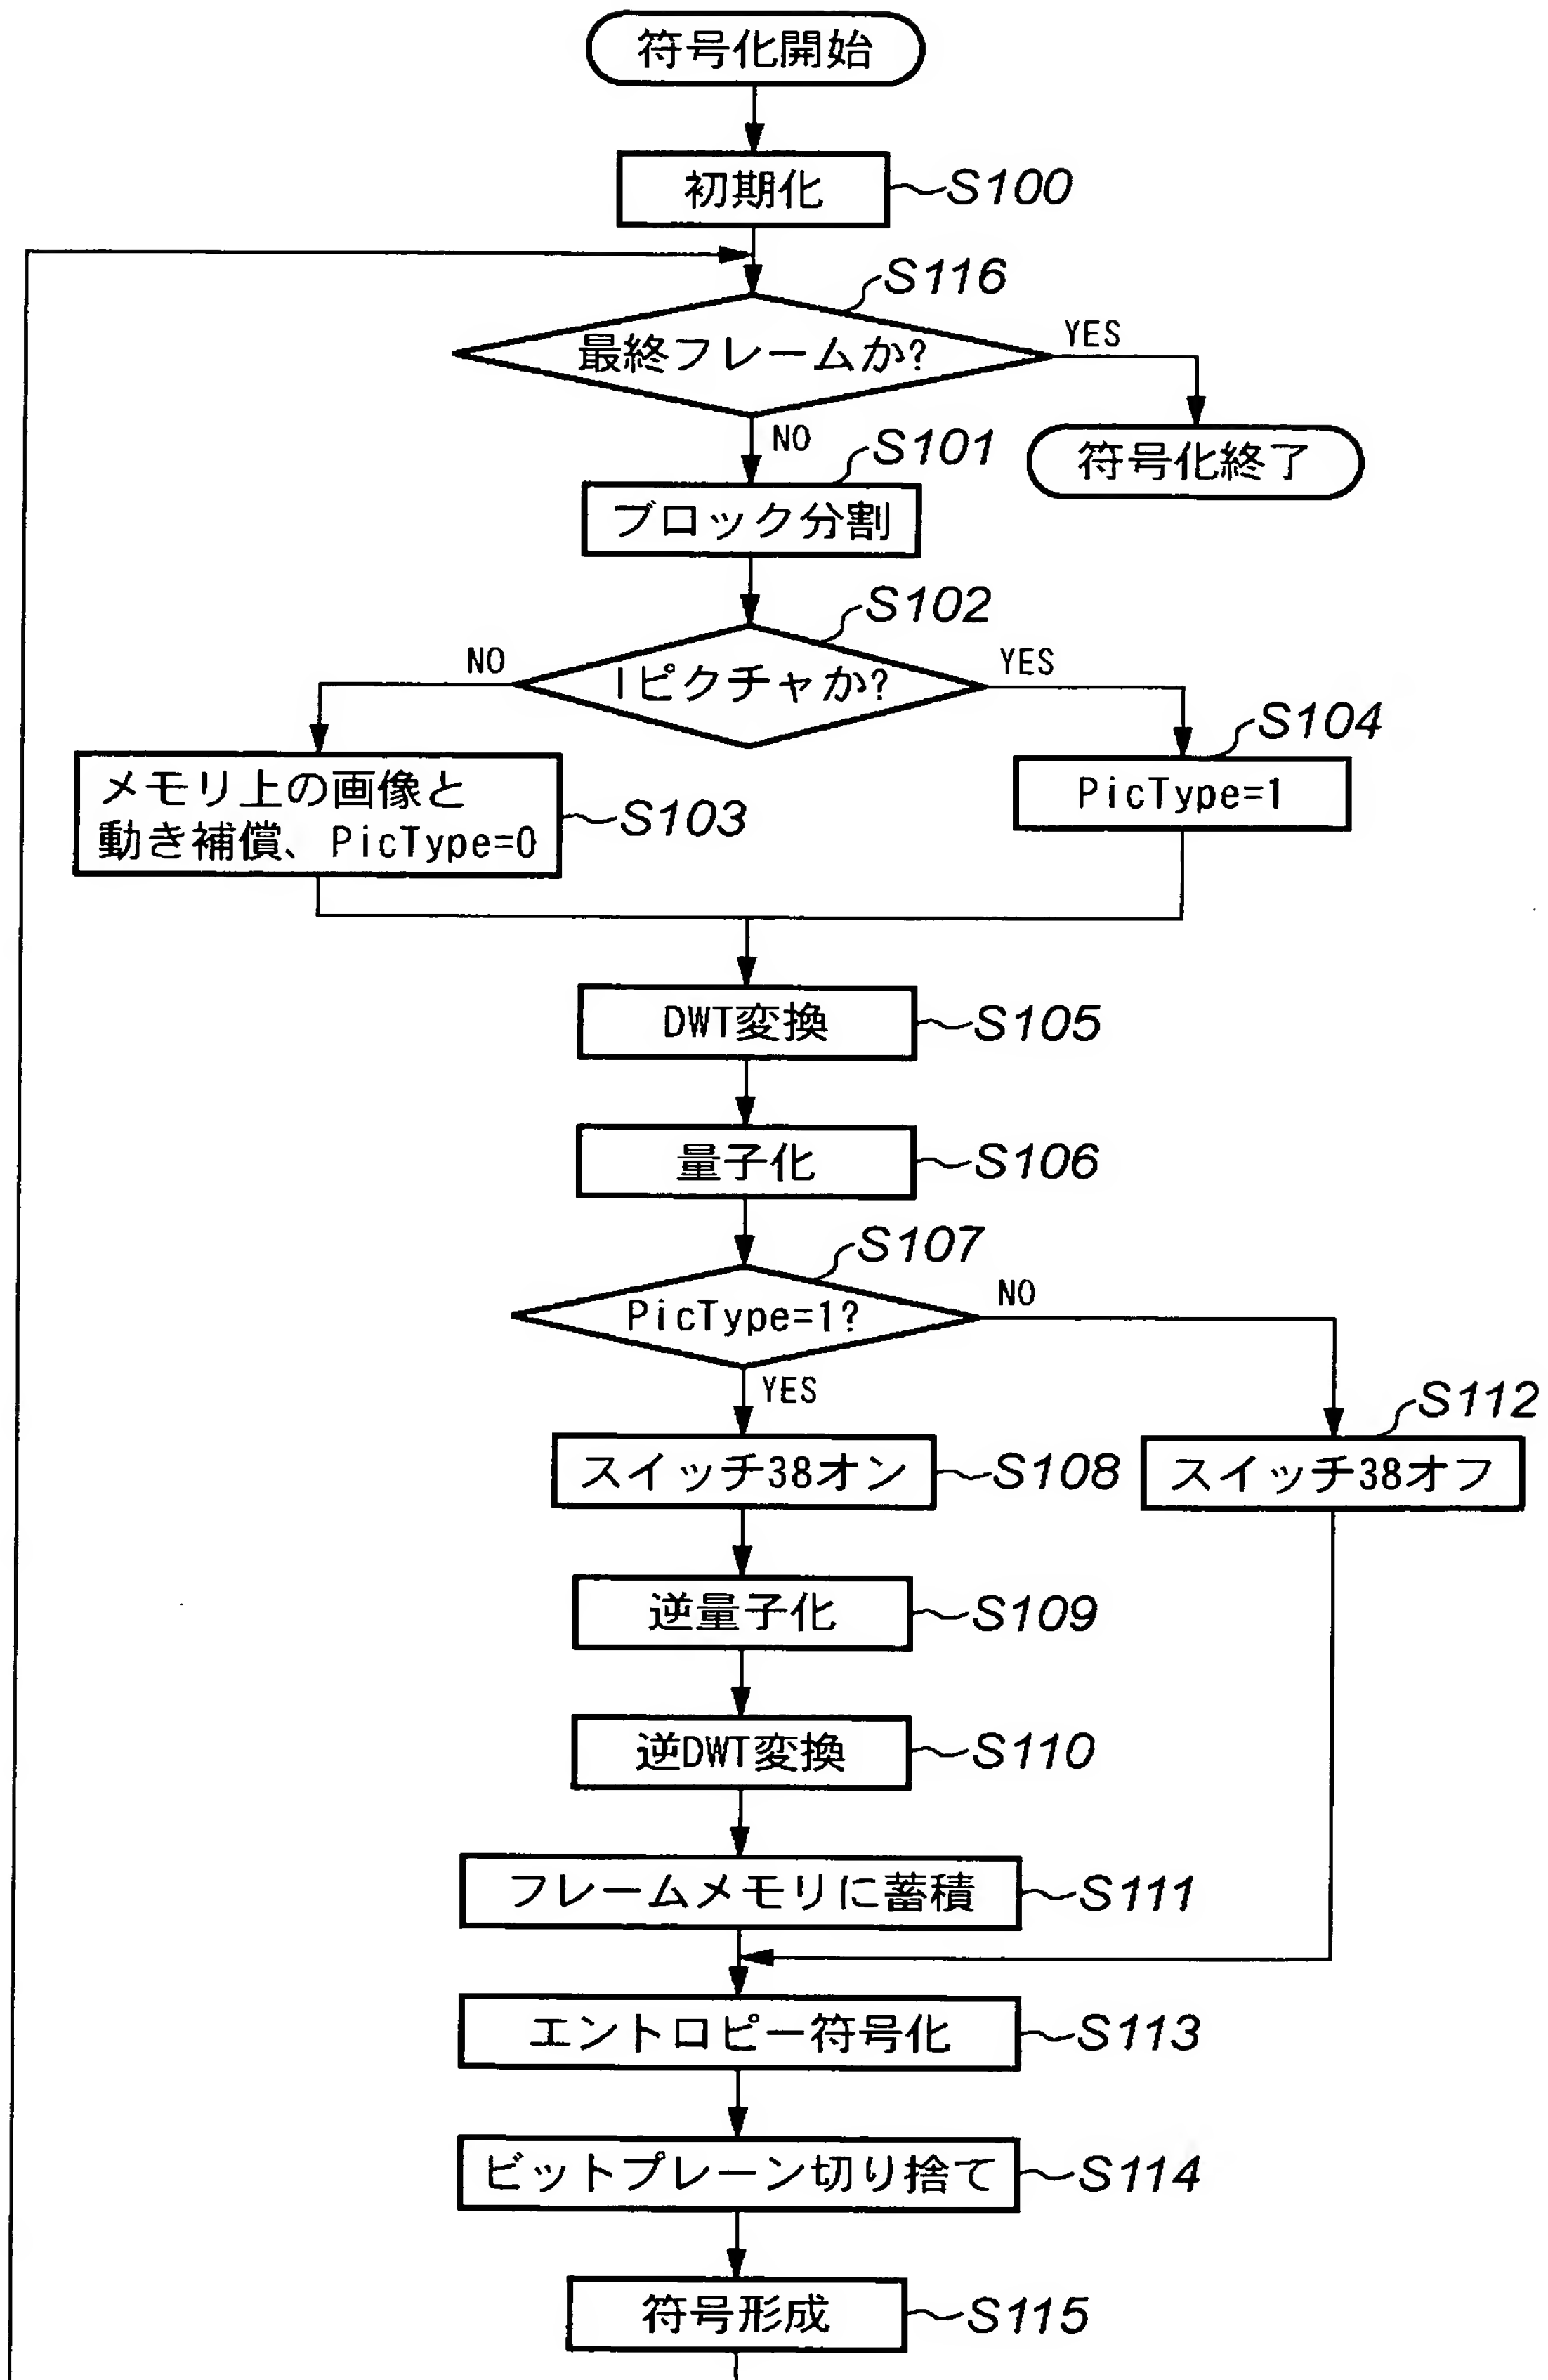 符号化開始
初期化
S100
S116
最終フレームか?
YES
NO
符号化終了
S101
ブロック分割
S102
NO
Iピクチャか?
YES
S104
PicType=1
メモリ上の画像と
動き補償、PicType=0
S103
DWT変換
S105
量子化
S106
S107
PicType=1?
NO
YES
S112
スイッチ38オン
S108
スイッチ38オフ
逆量子化
S109
逆DWT変換
S110
フレームメモリに蓄積
S111
エントロピー符号化
S113
ビットプレーン切り捨て
S114
符号形成
S115